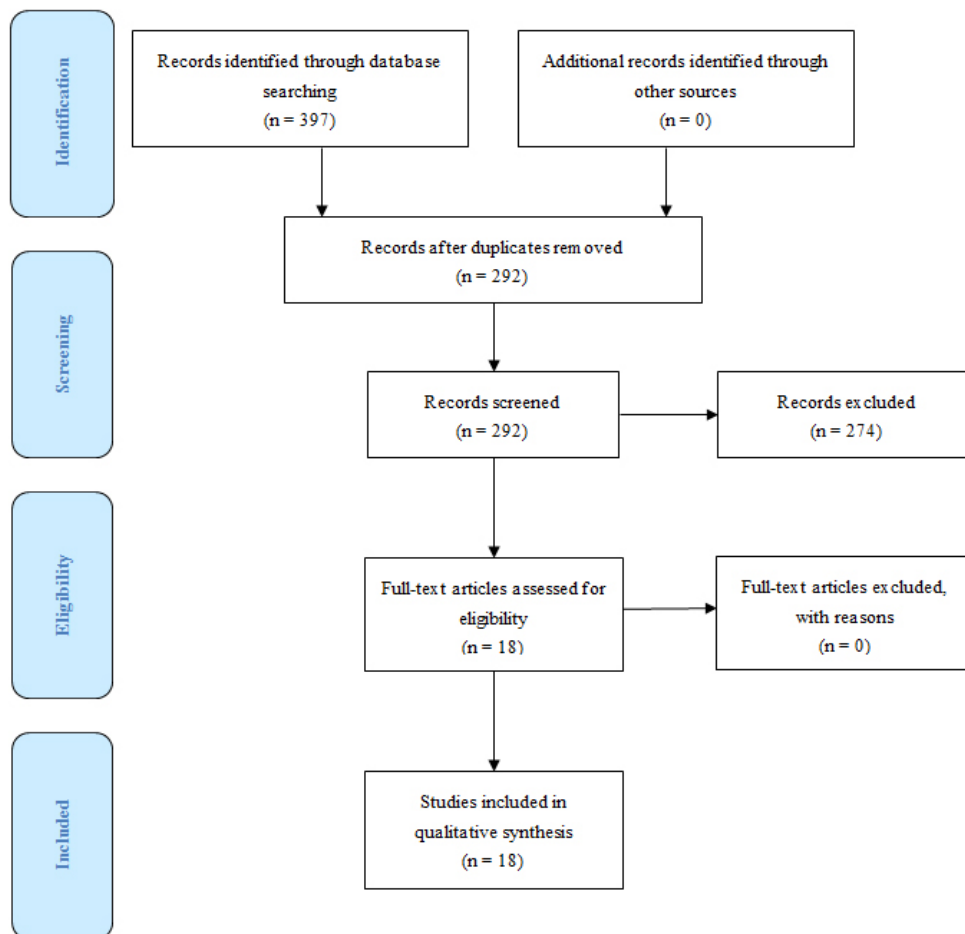 Identification
Records identified through database
searching
(n = 397)
Additional records identified through
other sources
(n = 0)
Records after duplicates removed
(n = 292)
Screening
Records screened
(n = 292)
Records excluded
(n = 274)
Eligibility
Full-text articles assessed for
eligibility
(n = 18)
Full-text articles excluded,
with reasons
(n = 0)
Included
Studies included in
qualitative synthesis
(n = 18)